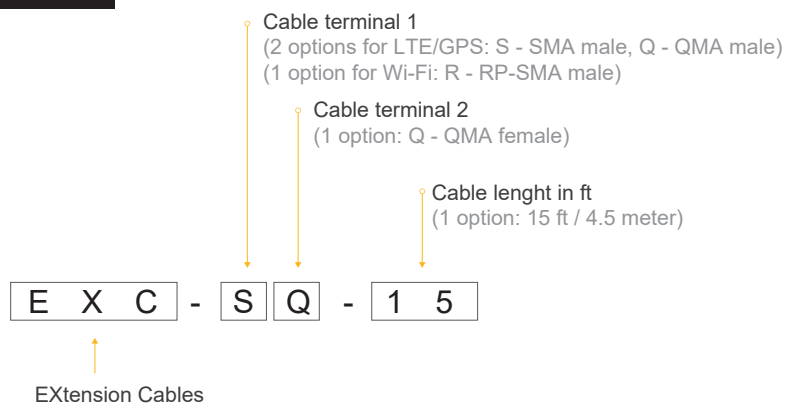 Cable terminal 1
(2 options for LTE/GPS: S - SMA male, Q - QMA male)
(1 option for Wi-Fi: R - RP-SMA male)
Cable terminal 2
(1 option: Q - QMA female)
Cable lenght in ft
(1 option: 15 ft / 4.5 meter)
E X C - S Q - 1 5
EXtension Cables